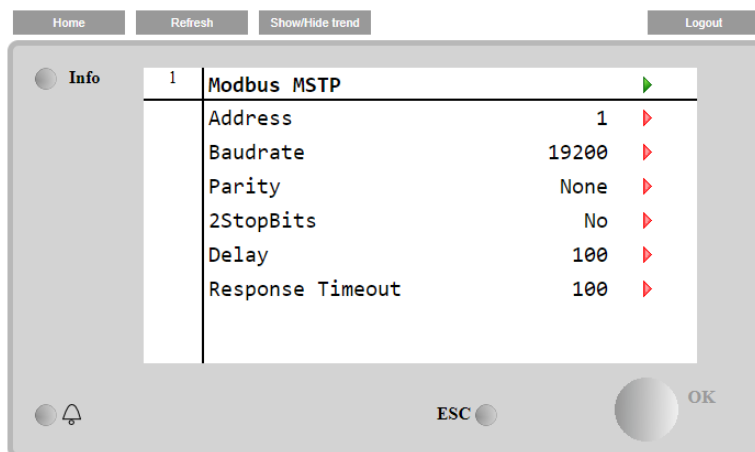 Home Refresh Show/Hide trend Logout
Info
1 Modbus MSTP
Address 1
Baudrate 19200
Parity None
2StopBits No
Delay 100
Response Timeout 100
ESC OK